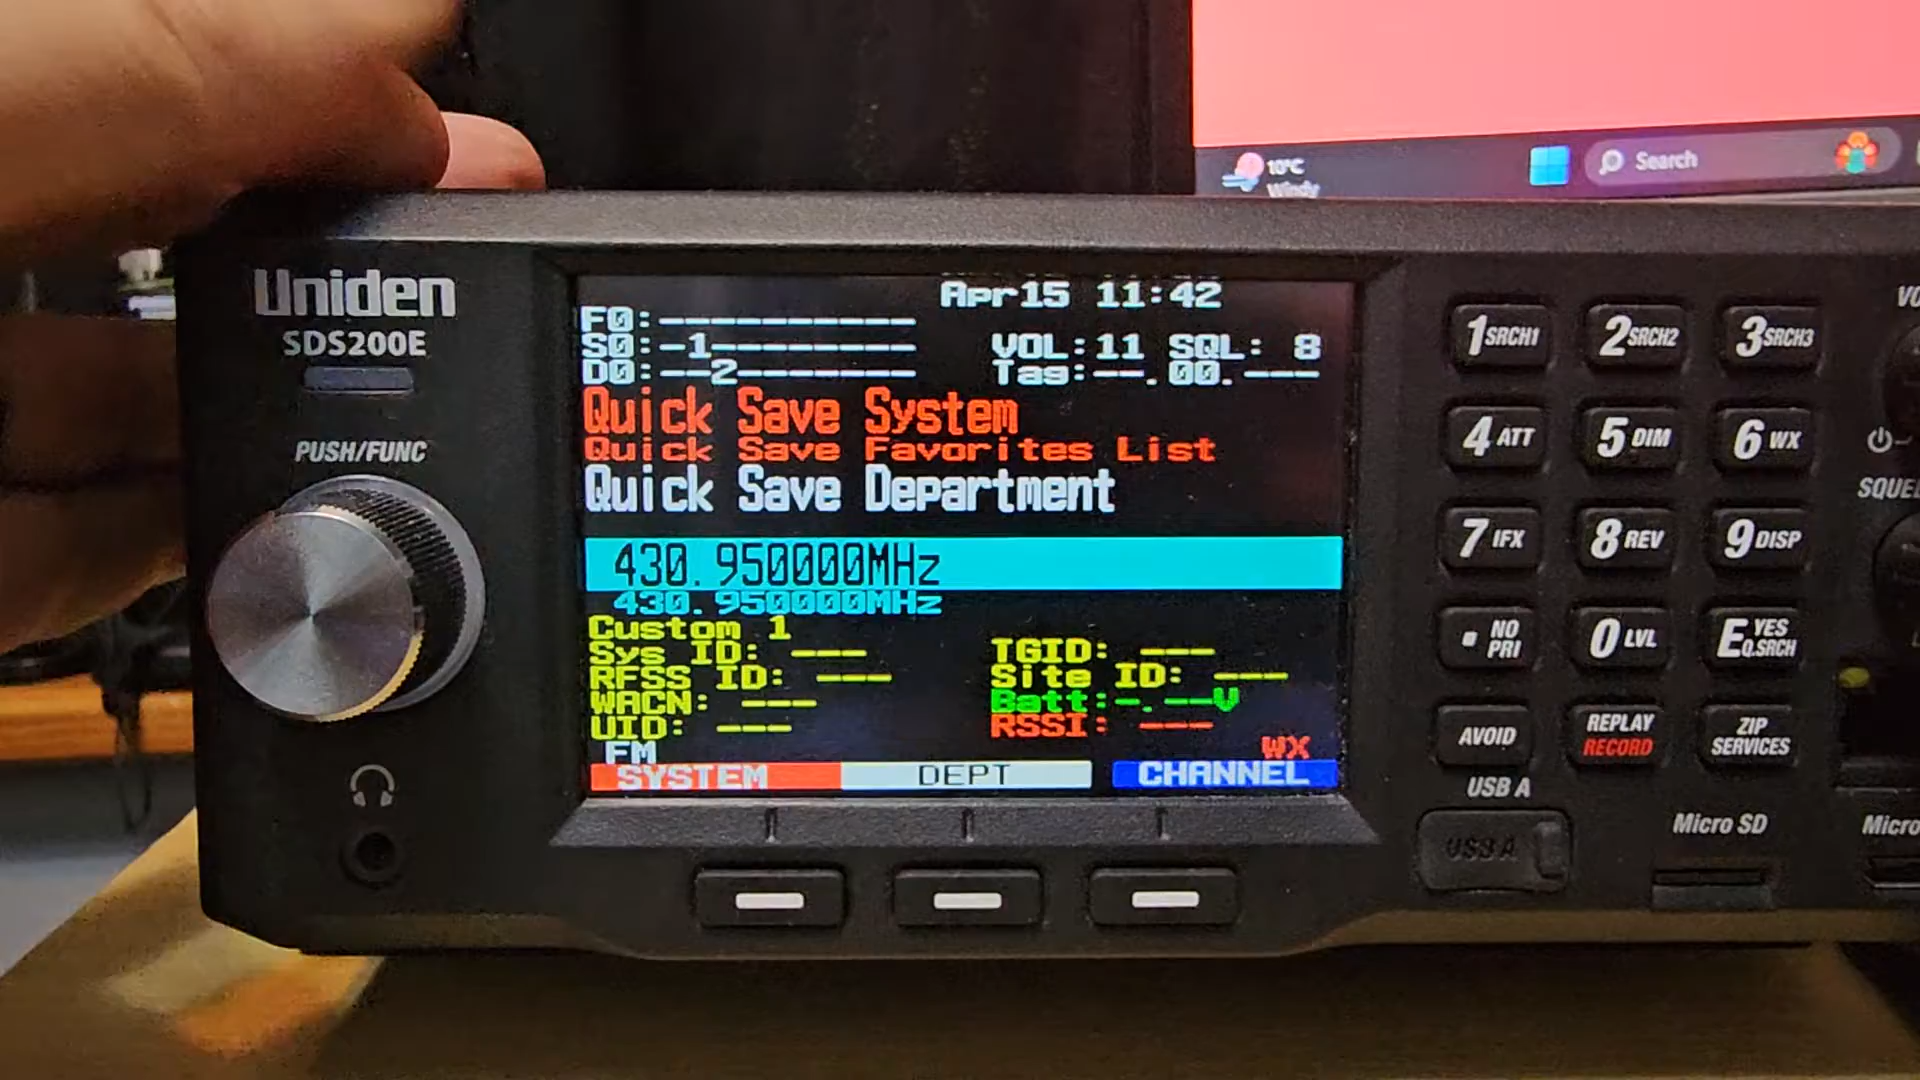 10°C
Windy
Search
Uniden
SDS200E
PUSH/FUNC
Apr15 11:42
F0:----------
S0:-1--------
D0:--2-------
VOL:11 SQL: 8
Tag:--.00.---
Quick Save System
Quick Save Favorites List
Quick Save Department
430.950000MHz
430.950000MHz
Custom 1
Sys ID: ---
TGID: ---
RFSS ID: ---
Site ID: ---
WACN: ---
Batt:-.--V
UID: ---
RSSI: ---
FM
WX
SYSTEM
DEPT
CHANNEL
1 SRCH1
2 SRCH2
3 SRCH3
4 ATT
5 DIM
6 WX
7 IFX
8 REV
9 DISP
. NO PRI
0 LVL
E YES Q.SRCH
AVOID
REPLAY
RECORD
ZIP
SERVICES
USB A
USB A
Micro SD